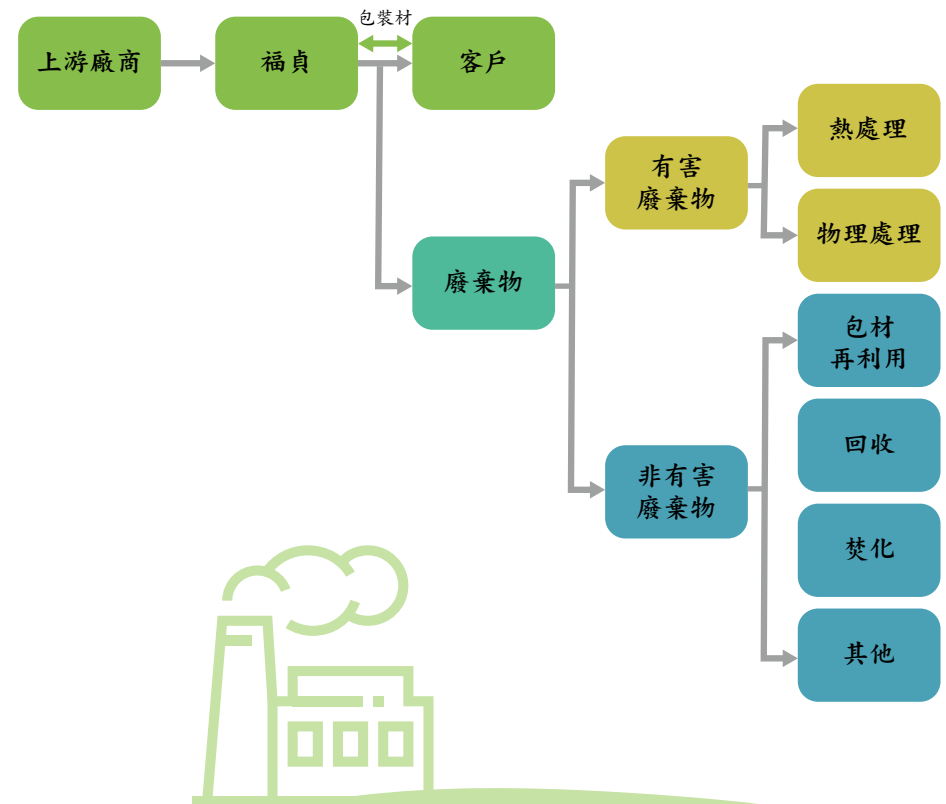 包裝材
上游廠商
福貞
客戶
廢棄物
有害
廢棄物
熱處理
物理處理
非有害
廢棄物
包材
再利用
回收
焚化
其他